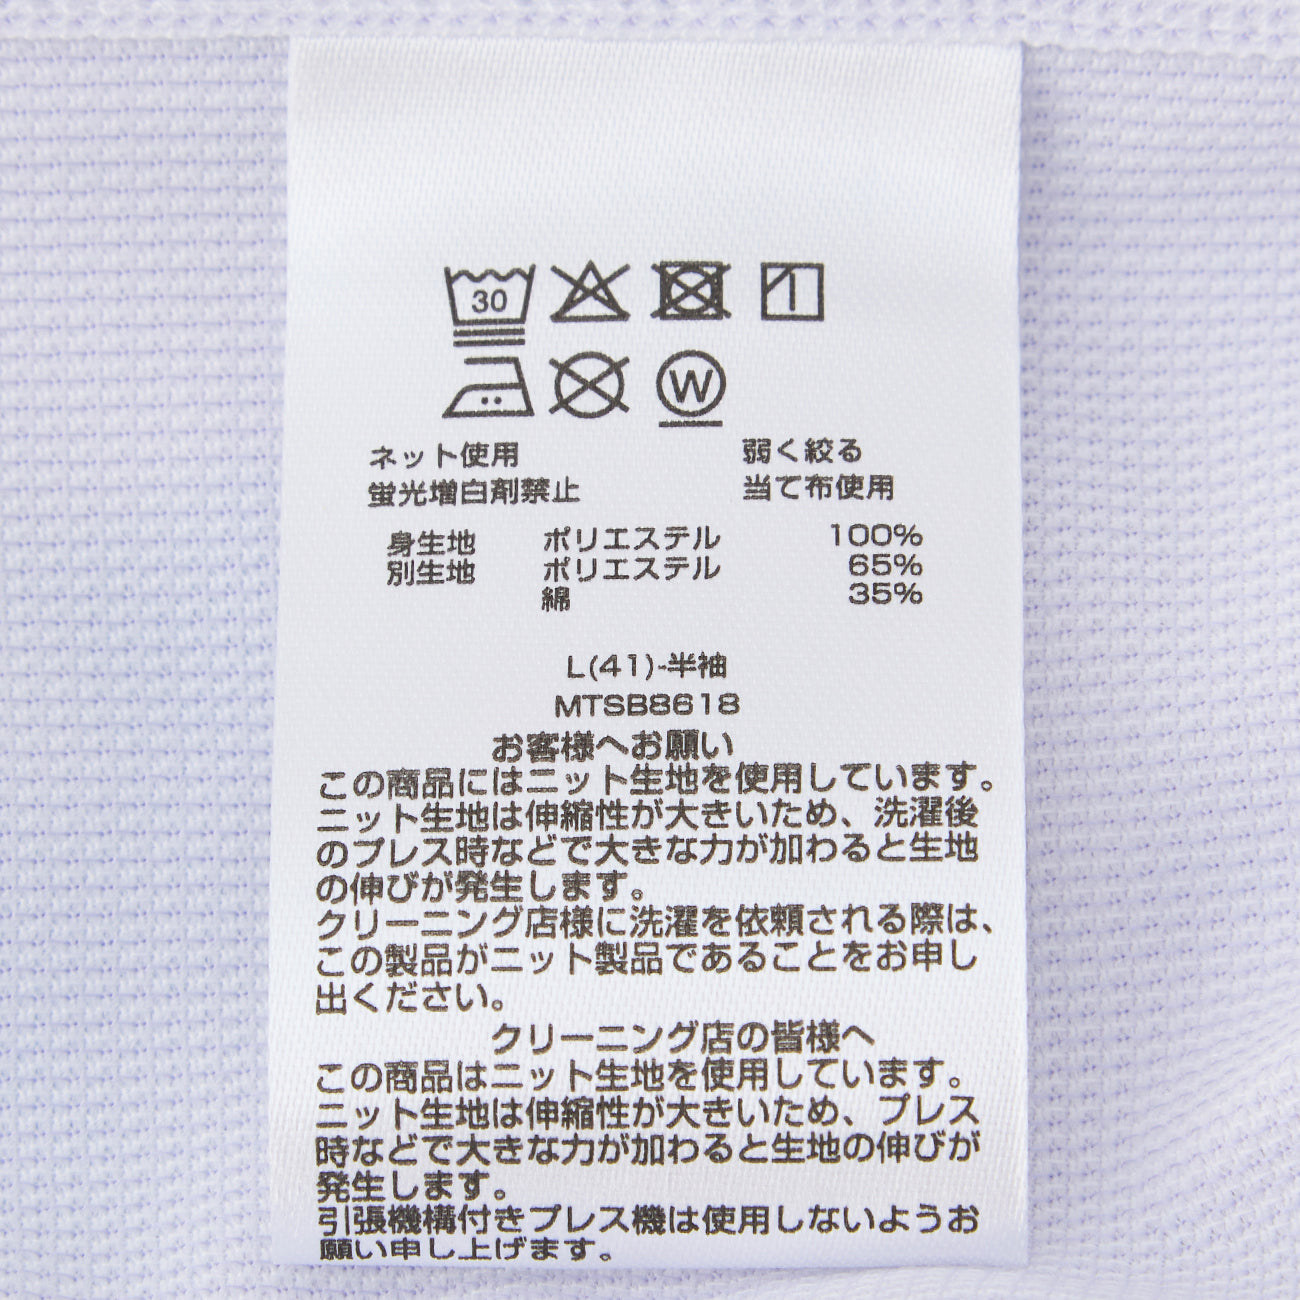 30
W
ネット使用 弱く絞る
蛍光増白剤禁止 当て布使用
身生地 ポリエステル 100%
別生地 ポリエステル 65%
綿 35%
L(41)-半袖
MTSB8618
お客様へお願い
この商品にはニット生地を使用しています。
ニット生地は伸縮性が大きいため、洗濯後
のプレス時などで大きな力が加わると生地
の伸びが発生します。
クリーニング店様に洗濯を依頼される際は、
この製品がニット製品であることをお申し
出ください。
クリーニング店の皆様へ
この商品はニット生地を使用しています。
ニット生地は伸縮性が大きいため、プレス
時などで大きな力が加わると生地の伸びが
発生します。
引張機構付きプレス機は使用しないようお
願い申し上げます。